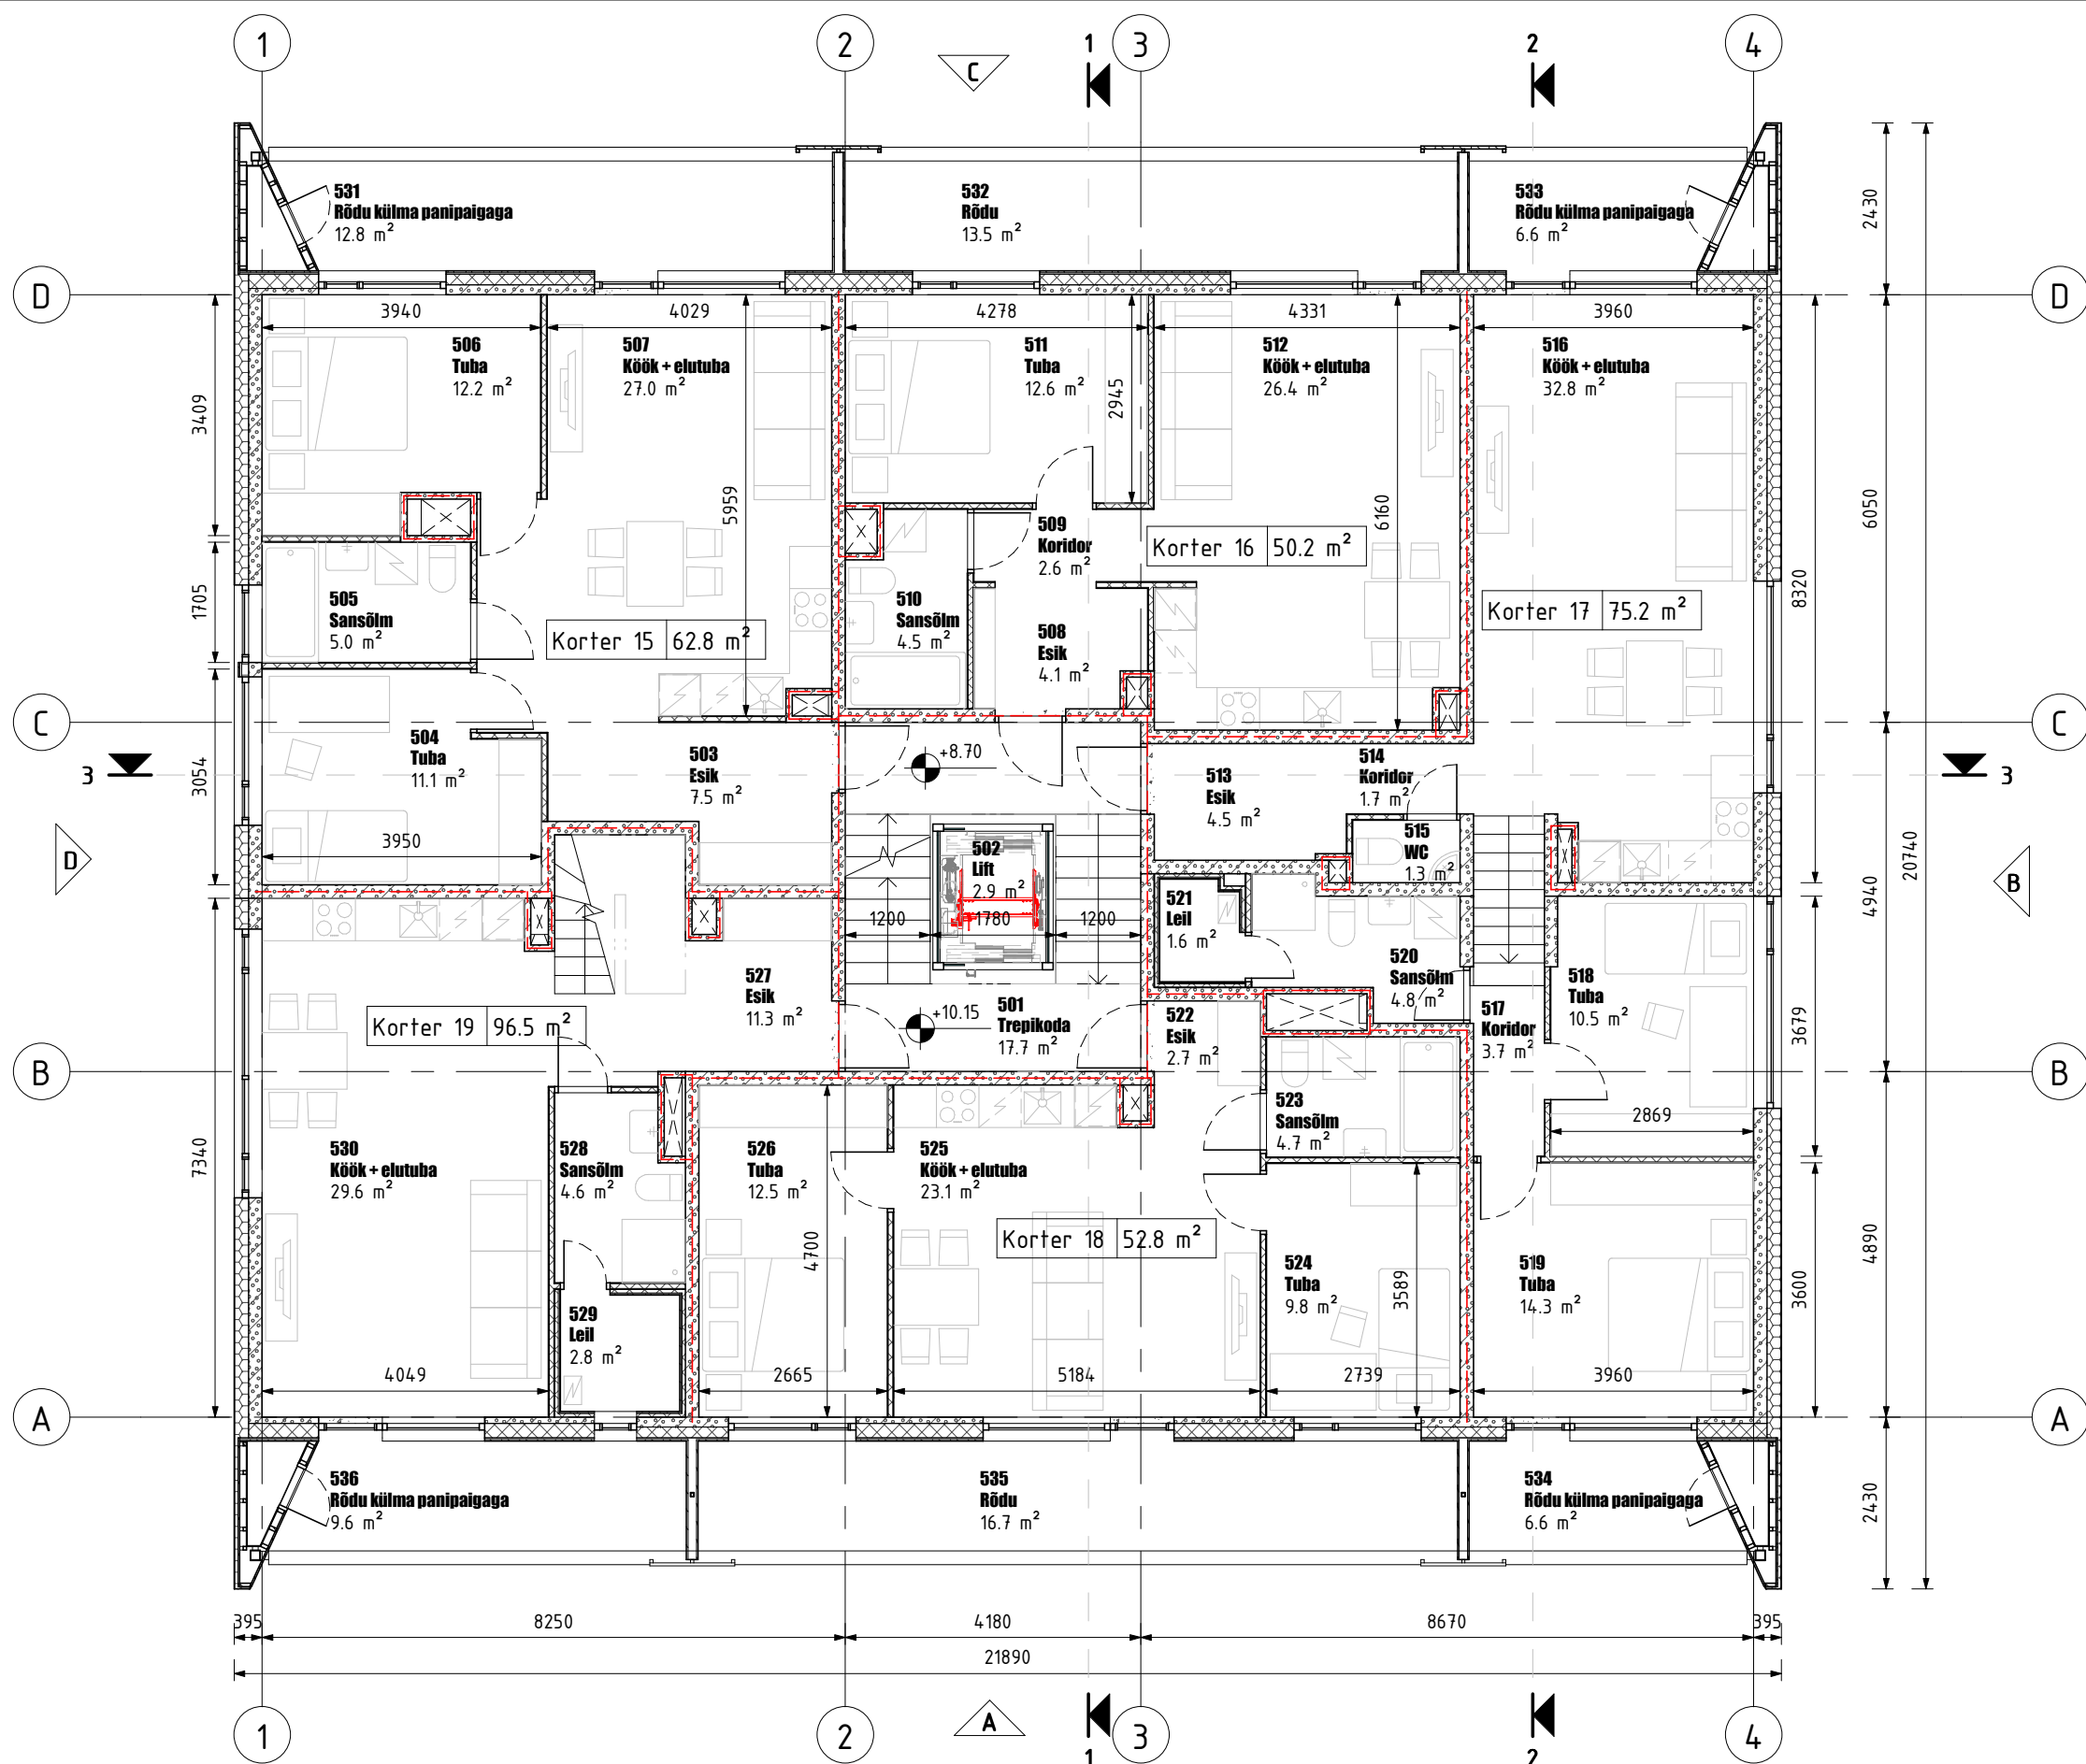 1
2
1
3
2
4
C
531
Rõdu külma panipaigaga
12.8 m²
532
Rõdu
13.5 m²
533
Rõdu külma panipaigaga
6.6 m²
2430
D
D
3940
4029
4278
4331
3960
506
Tuba
12.2 m²
507
Köök + elutuba
27.0 m²
511
Tuba
12.6 m²
512
Köök + elutuba
26.4 m²
516
Köök + elutuba
32.8 m²
3409
5959
2945
6160
6050
8320
20740
509
Koridor
2.6 m²
Korter 16 50.2 m²
505
Sansõlm
5.0 m²
1705
Korter 15 62.8 m²
510
Sansõlm
4.5 m²
508
Esik
4.1 m²
Korter 17 75.2 m²
C
C
504
Tuba
11.1 m²
503
Esik
7.5 m²
+8.70
513
Esik
4.5 m²
514
Koridor
1.7 m²
3
3
3054
3950
D
B
502
Lift
2.9 m²
515
WC
1.3 m²
1200
1780
1200
521
Leil
1.6 m²
4940
520
Sansõlm
4.8 m²
518
Tuba
10.5 m²
527
Esik
11.3 m²
Korter 19 96.5 m²
+10.15
501
Trepikoda
17.7 m²
522
Esik
2.7 m²
517
Koridor
3.7 m²
3679
B
B
2869
523
Sansõlm
4.7 m²
7340
530
Köök + elutuba
29.6 m²
528
Sansõlm
4.6 m²
526
Tuba
12.5 m²
525
Köök + elutuba
23.1 m²
4700
Korter 18 52.8 m²
524
Tuba
9.8 m²
3589
519
Tuba
14.3 m²
4890
3600
529
Leil
2.8 m²
4049
2665
5184
2739
3960
A
A
536
Rõdu külma panipaigaga
9.6 m²
535
Rõdu
16.7 m²
534
Rõdu külma panipaigaga
6.6 m²
2430
395
8250
4180
8670
395
21890
1
2
A
1
3
2
4